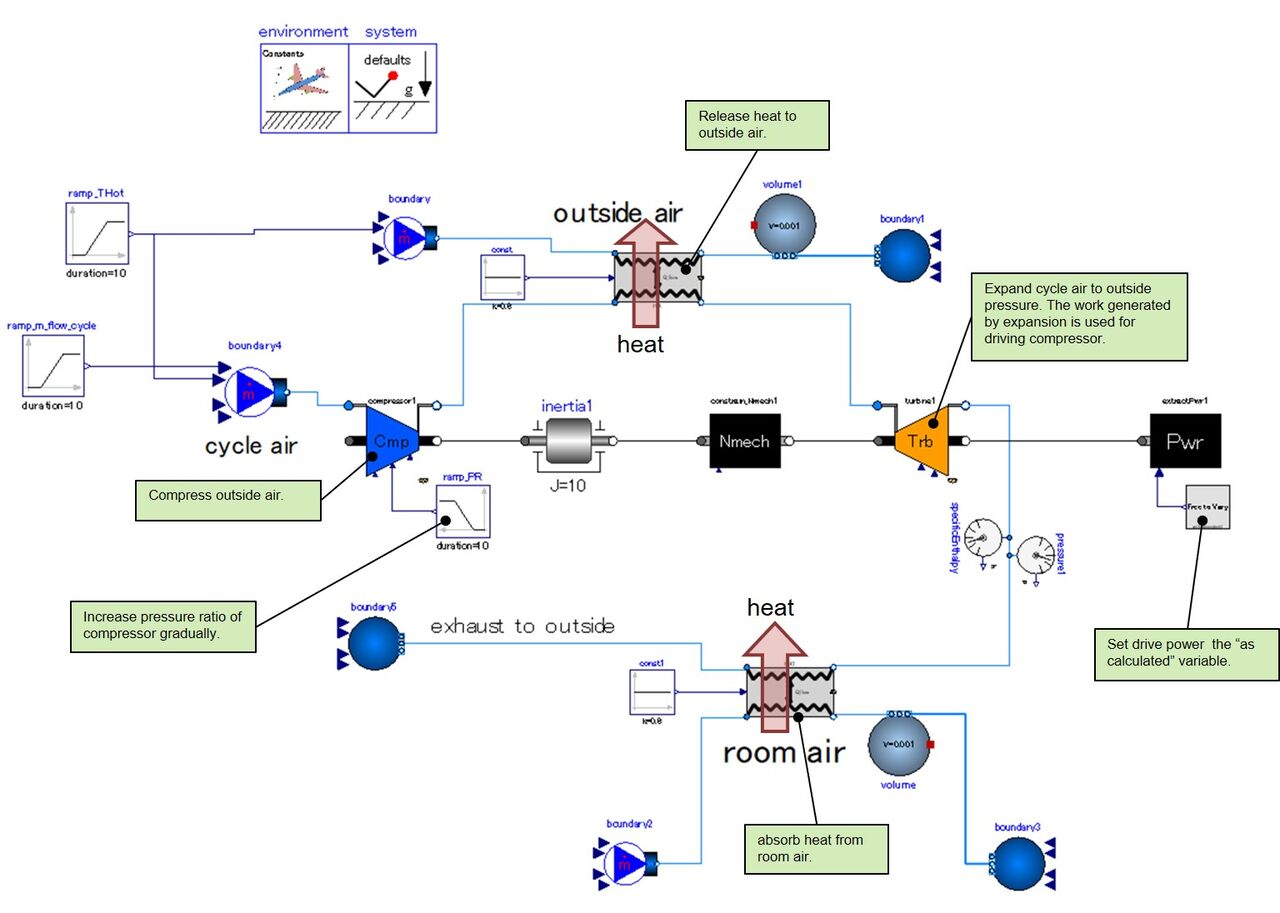 environment
system
Constants
defaults
g
Release heat to
outside air.
ramp_THot
duration=10
boundary
outside air
volume1
V=0.001
boundary1
const
k=0.8
heat
Expand cycle air to outside
pressure. The work generated
by expansion is used for
driving compressor.
ramp_m_flow_cycle
duration=10
boundary4
ṁ
ṁ
cycle air
compressor1
Cmp
inertia1
J=10
constrain_Nmech1
Nmech
turbine1
Trb
extractPwr1
Pwr
Compress outside air.
ramp_PR
duration=10
Free to Vary
specificEnthalpy
pressure1
Increase pressure ratio of
compressor gradually.
boundary5
exhaust to outside
heat
Set drive power  the “as
calculated” variable.
const1
k=0.8
room air
V=0.001
volume
boundary2
ṁ
absorb heat from
room air.
boundary3